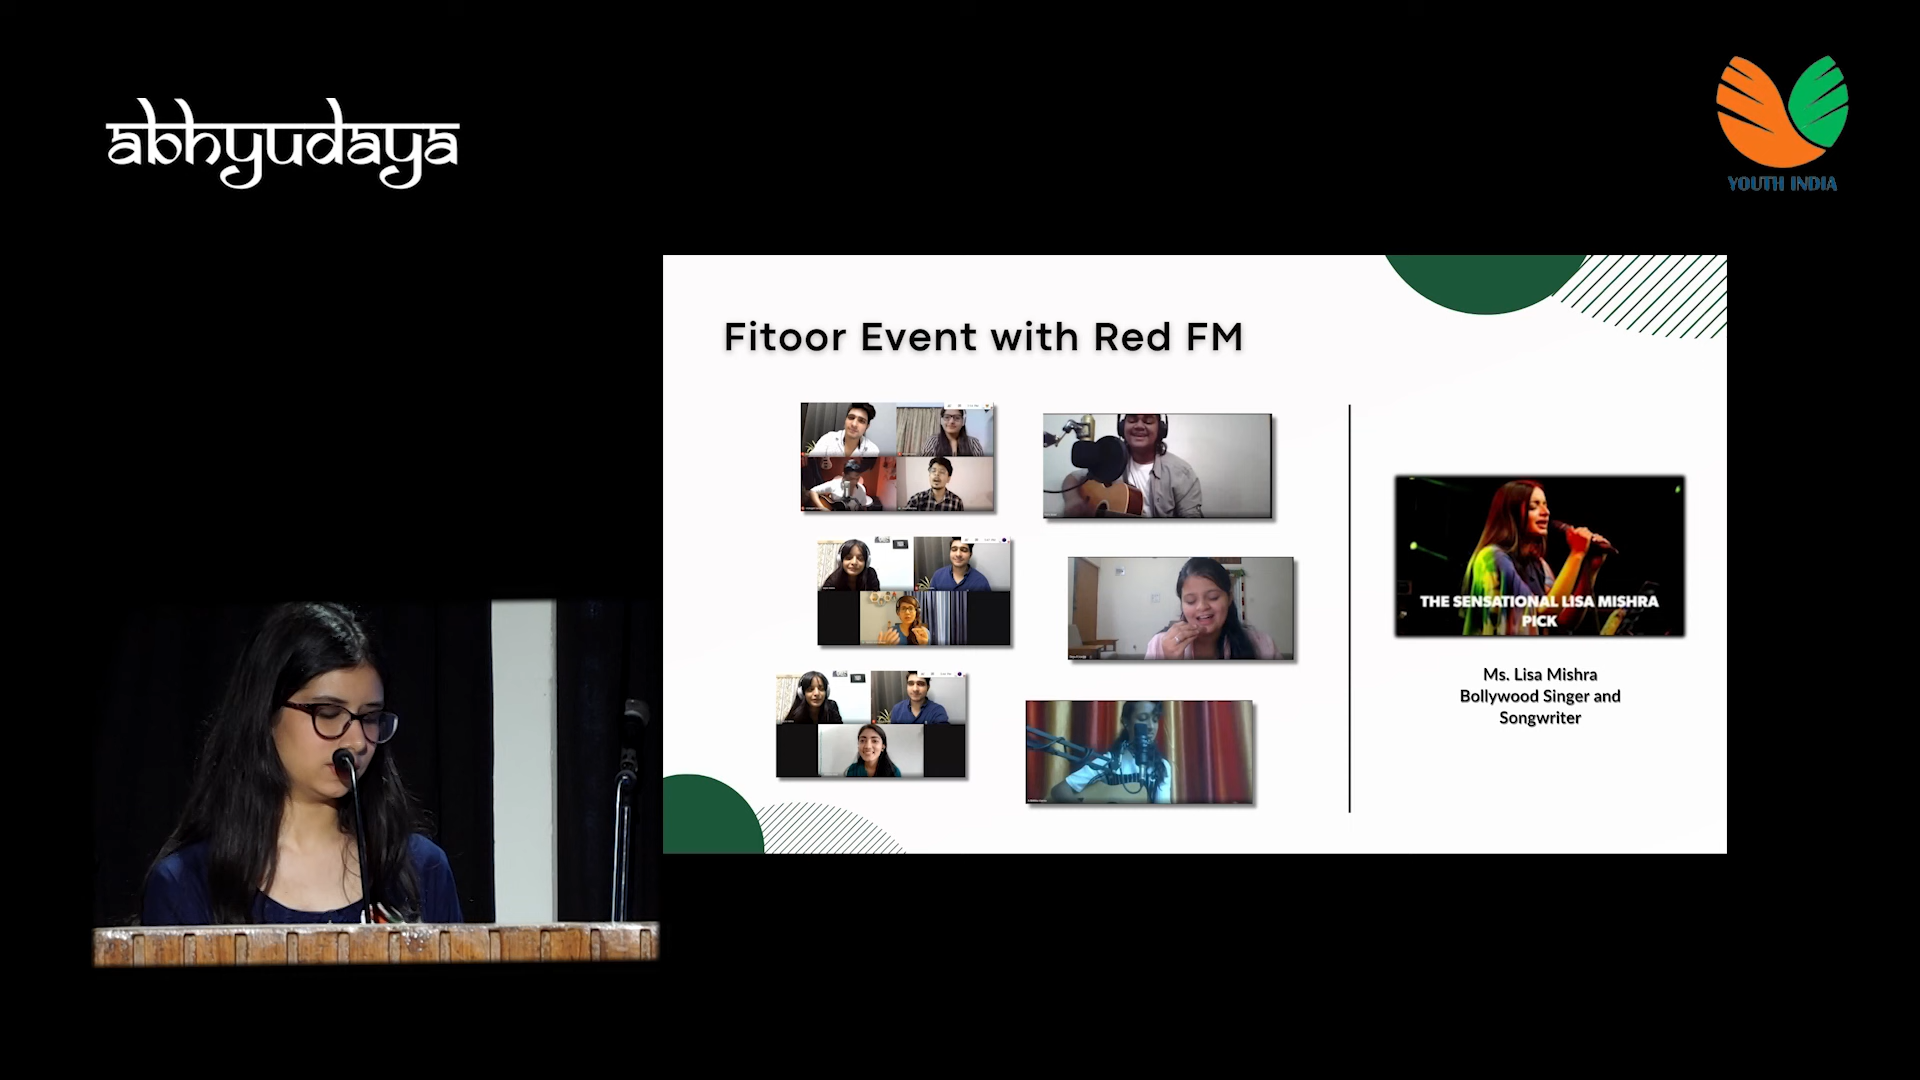 abhyudaya
YOUTH INDIA
Fitoor Event with Red FM
THE SENSATIONAL LISA MISHRA
PICK
Ms. Lisa Mishra
Bollywood Singer and
Songwriter